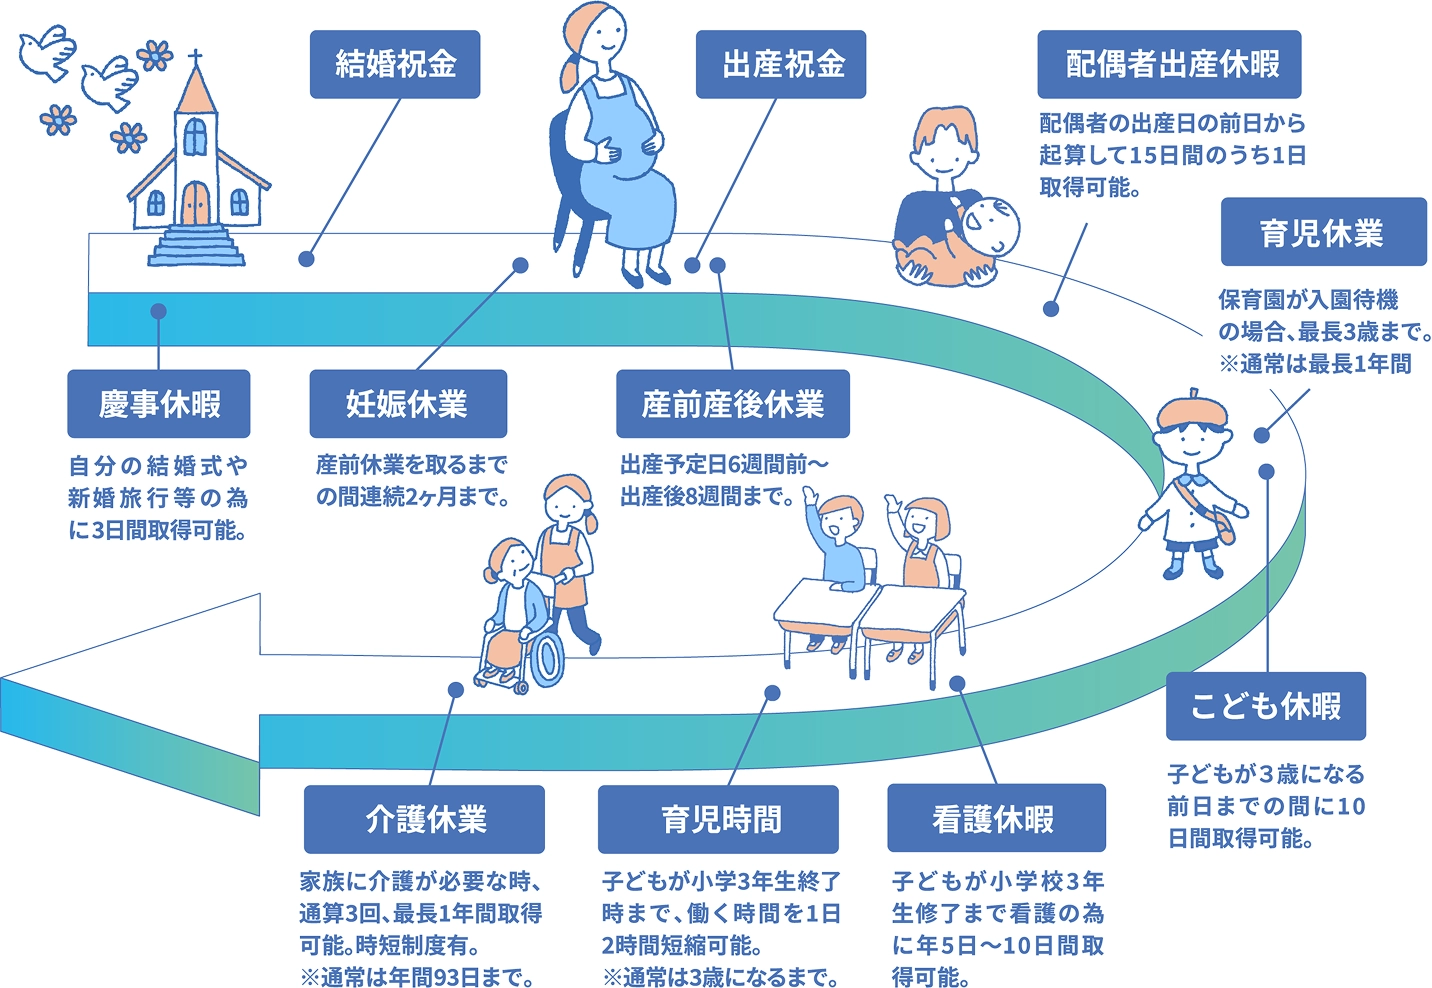 結婚祝金
出産祝金
配偶者出産休暇
配偶者の出産日の前日から
起算して15日間のうち1日
取得可能。
育児休業
保育園が入園待機
の場合、最長3歳まで。
※通常は最長1年間
慶事休暇
自分の結婚式や
新婚旅行等の為
に3日間取得可能。
妊娠休業
産前休業を取るまで
の間連続2ヶ月まで。
産前産後休業
出産予定日6週間前～
出産後8週間まで。
こども休暇
子どもが３歳になる
前日までの間に10
日間取得可能。
介護休業
家族に介護が必要な時、
通算3回、最長1年間取得
可能。時短制度有。
※通常は年間93日まで。
育児時間
子どもが小学3年生終了
時まで、働く時間を1日
2時間短縮可能。
※通常は3歳になるまで。
看護休暇
子どもが小学校3年
生修了まで看護の為
に年5日～10日間取
得可能。